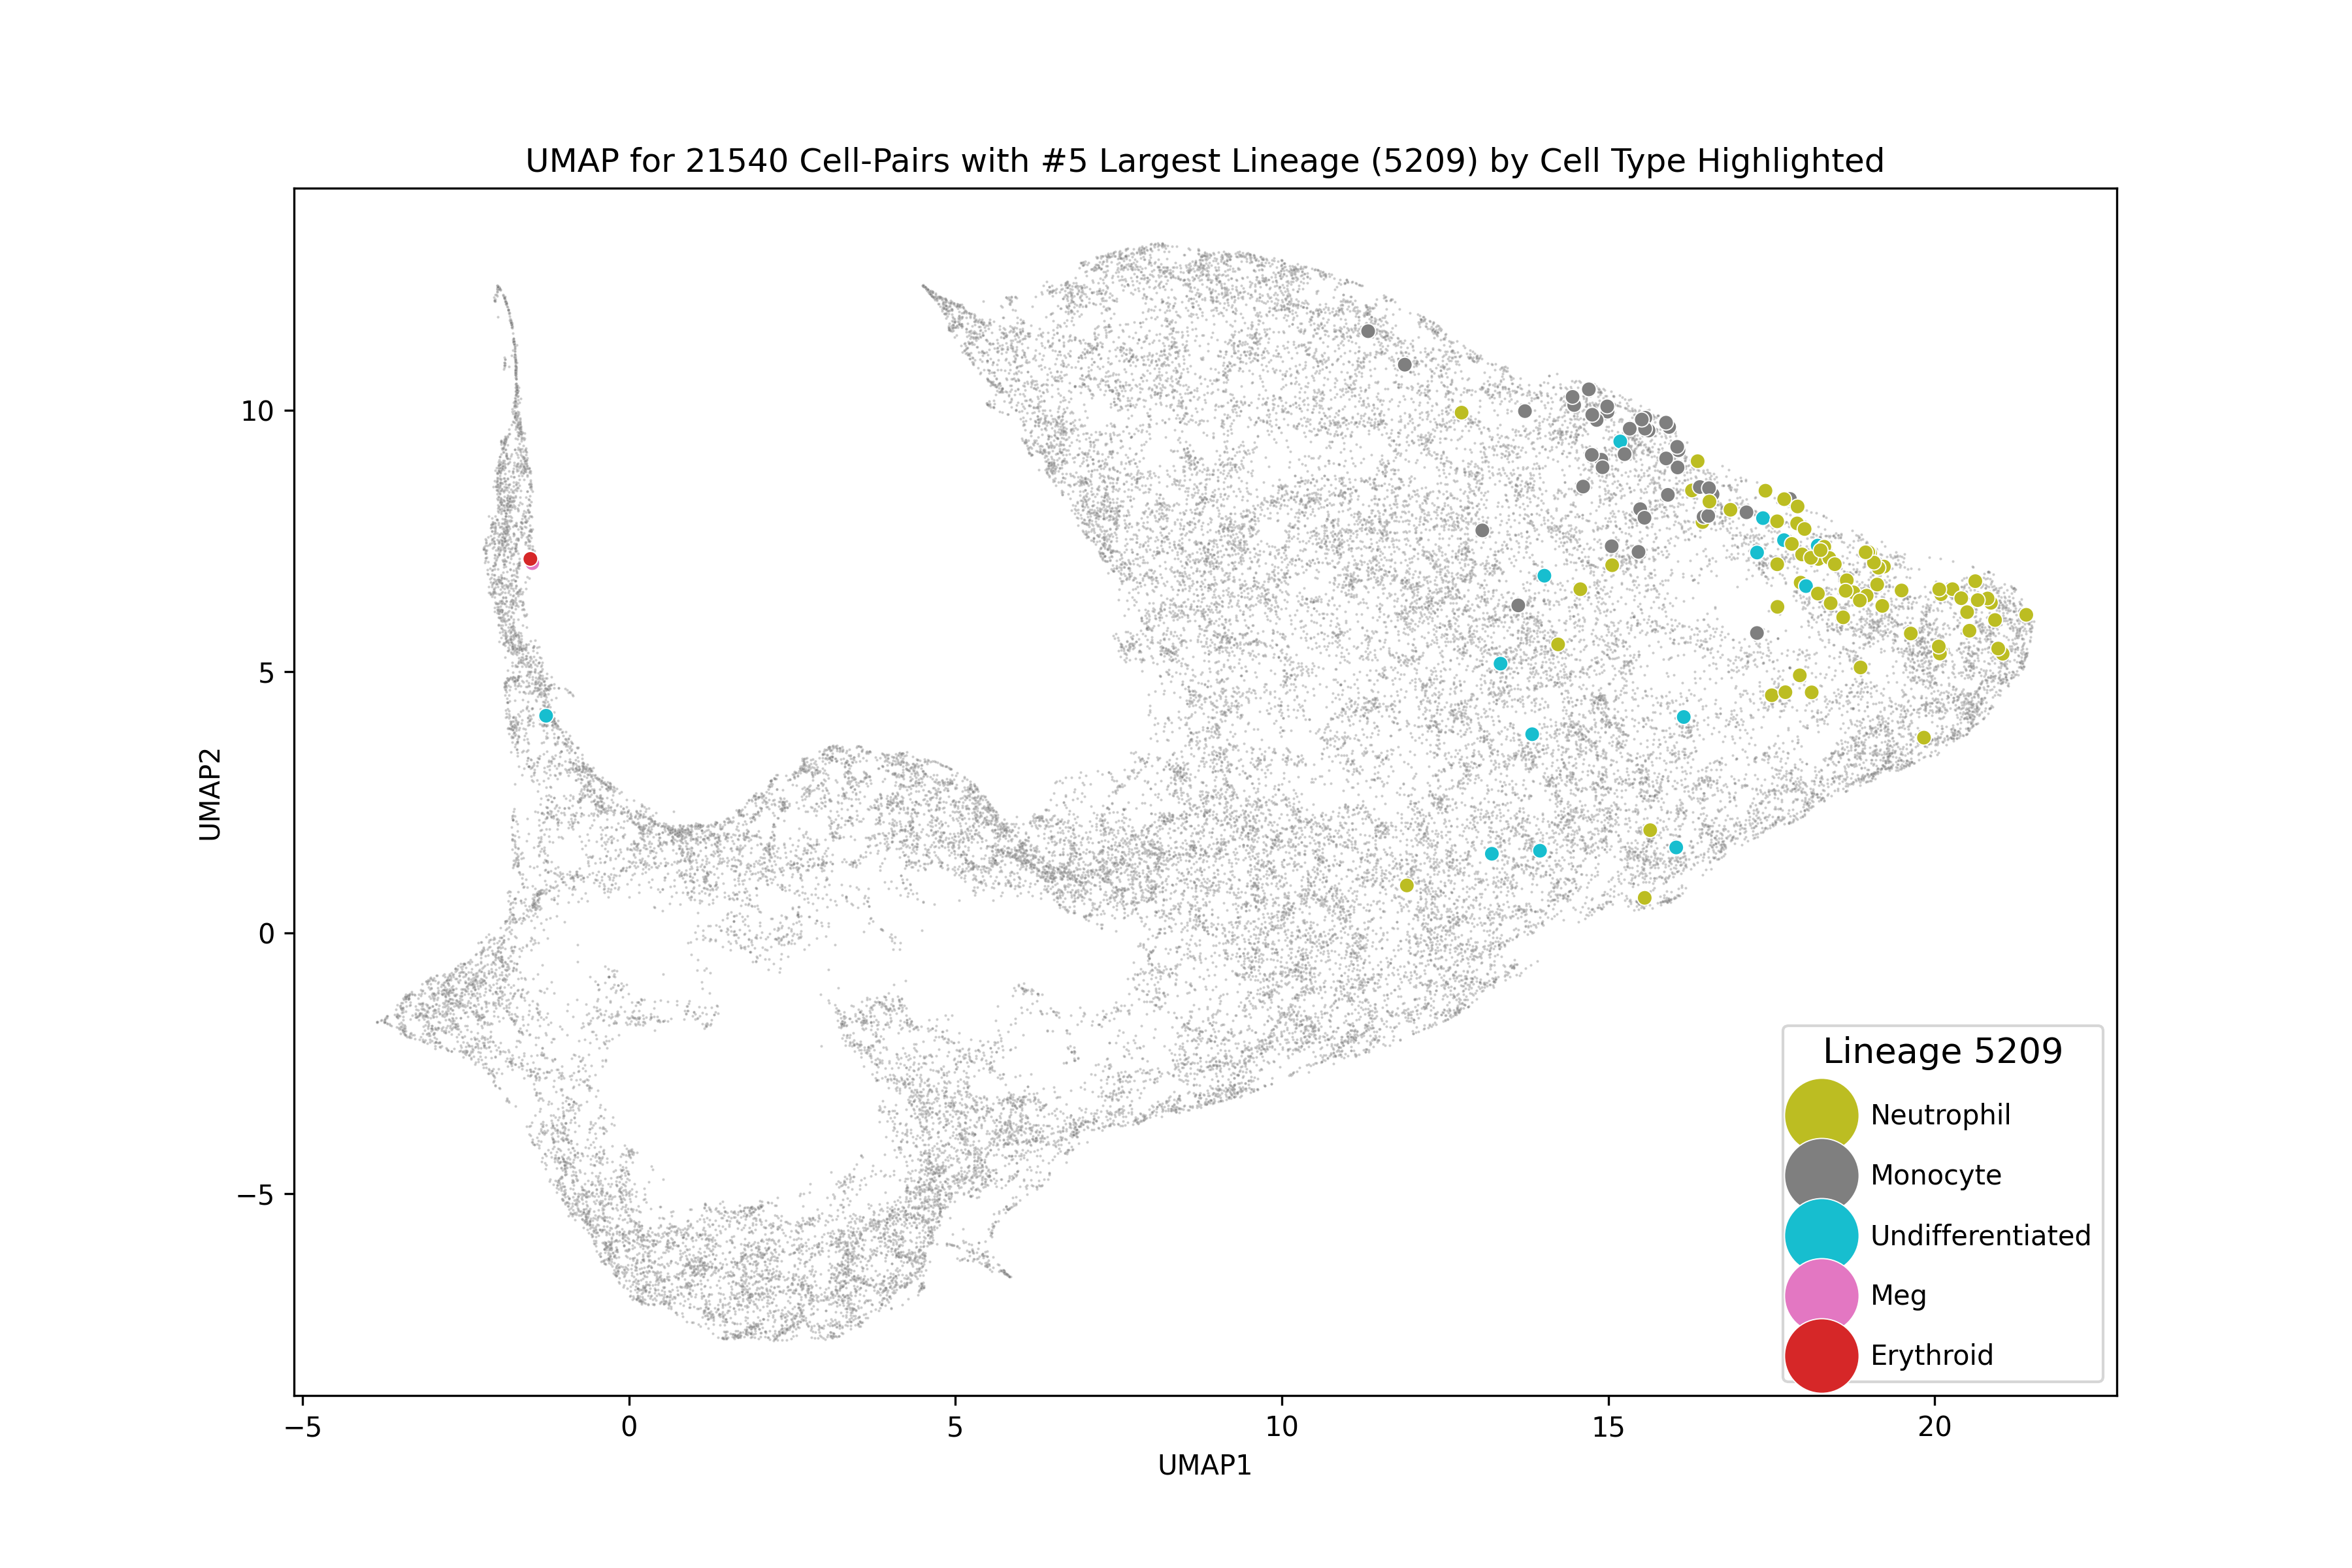 UMAP for 21540 Cell-Pairs with #5 Largest Lineage (5209) by Cell Type Highlighted
10
5
0
−5
UMAP2
−5
0
5
10
15
20
UMAP1
Lineage 5209
Neutrophil
Monocyte
Undifferentiated
Meg
Erythroid